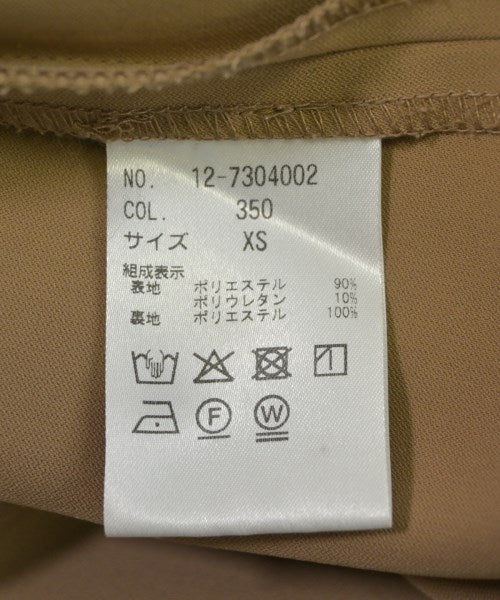 NO. 12-7304002
COL. 350
サイズ XS
組成表示
表地 ポリエステル 90%
ポリウレタン 10%
裏地 ポリエステル 100%
F W